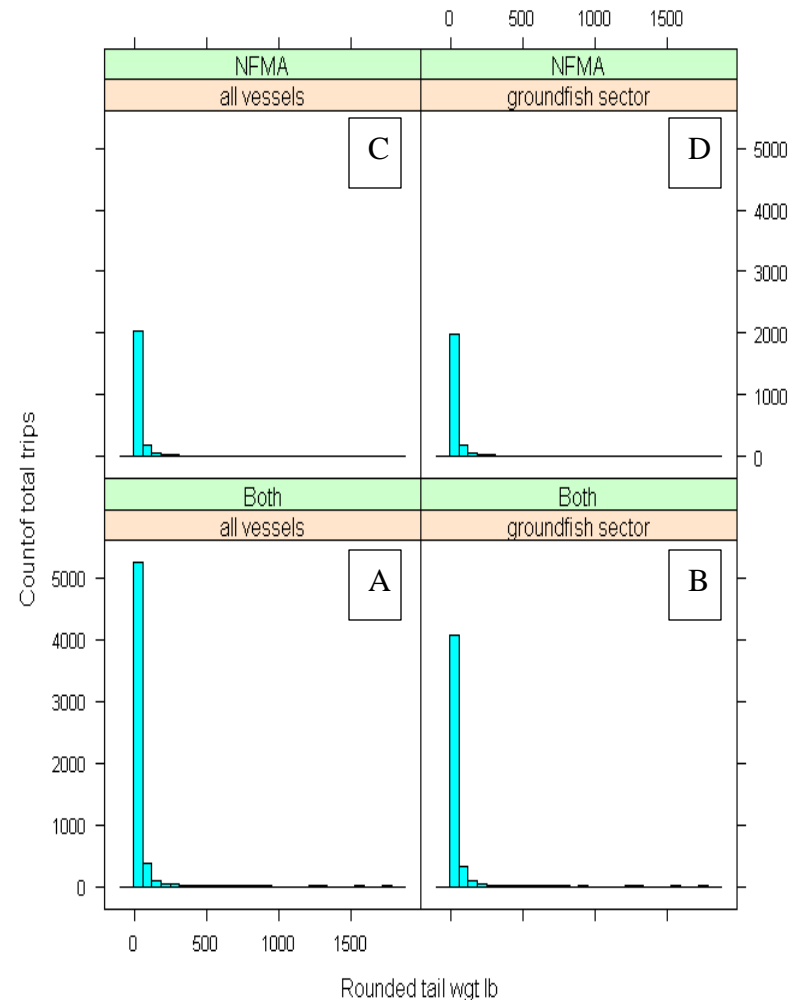 0 500 1000 1500
NFMA NFMA
all vessels groundfish sector
C D
5000
4000
3000
2000
1000
0
Both Both
all vessels groundfish sector
A B
5000
4000
3000
2000
1000
0
Countof total trips
0 500 1000 1500
Rounded tail wgt lb